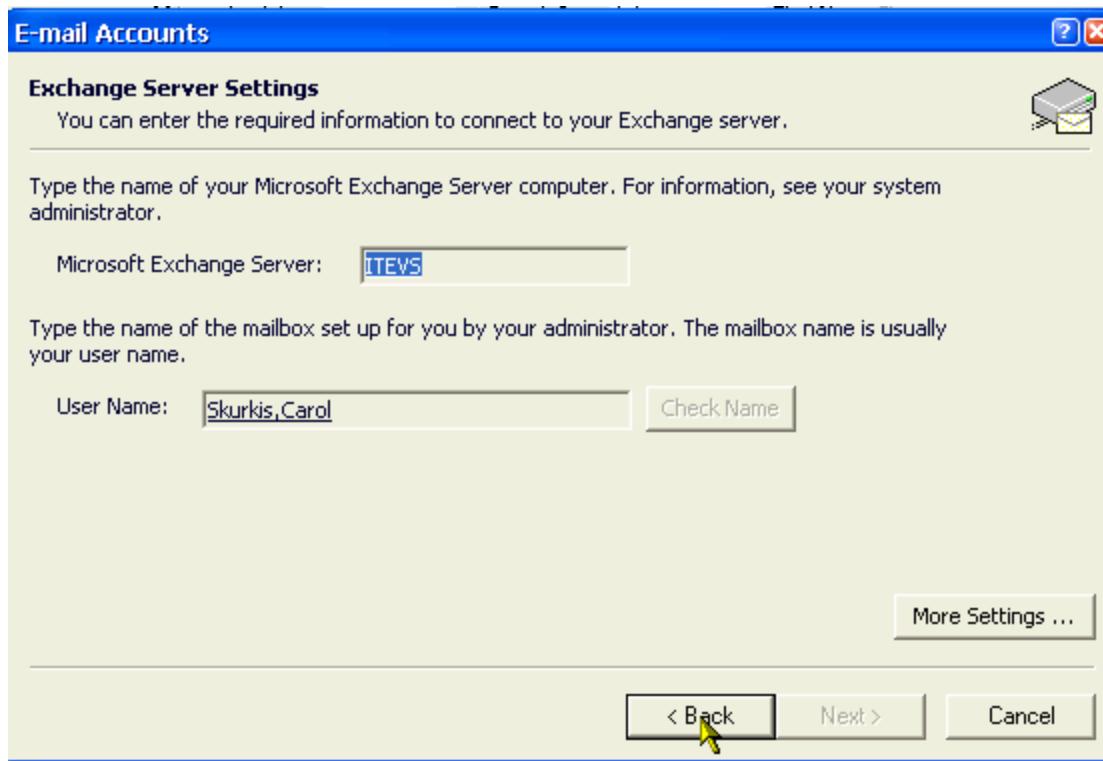 E-mail Accounts
Exchange Server Settings
You can enter the required information to connect to your Exchange server.
Type the name of your Microsoft Exchange Server computer. For information, see your system
administrator.
Microsoft Exchange Server: ITEVS
Type the name of the mailbox set up for you by your administrator. The mailbox name is usually
your user name.
User Name: Skurkis,Carol Check Name
More Settings ...
< Back Next > Cancel